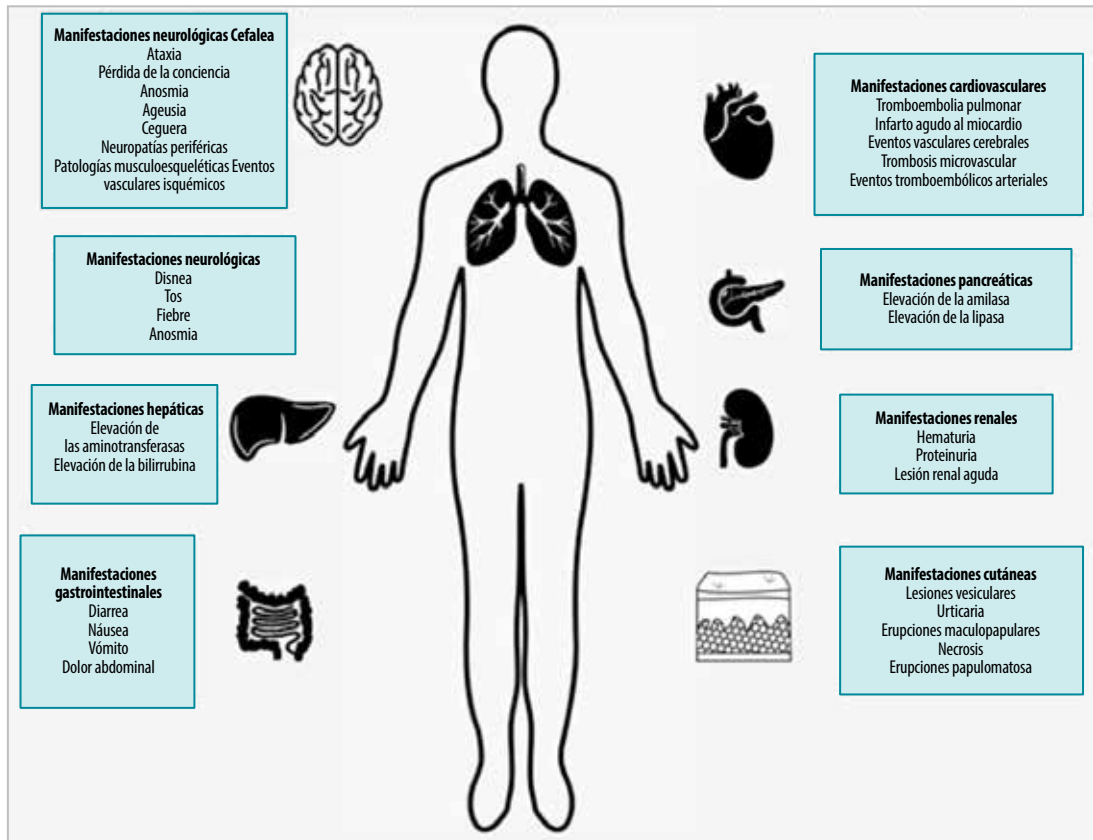 Manifestaciones neurológicas Cefalea
Ataxia
Pérdida de la conciencia
Anosmia
Ageusia
Ceguera
Neuropatías periféricas
Patologías musculoesqueléticas Eventos
vasculares isquémicos
Manifestaciones neurológicas
Disnea
Tos
Fiebre
Anosmia
Manifestaciones hepáticas
Elevación de
las aminotransferasas
Elevación de la bilirrubina
Manifestaciones
gastrointestinales
Diarrea
Náusea
Vómito
Dolor abdominal
Manifestaciones cardiovasculares
Tromboembolia pulmonar
Infarto agudo al miocardio
Eventos vasculares cerebrales
Trombosis microvascular
Eventos tromboembólicos arteriales
Manifestaciones pancreáticas
Elevación de la amilasa
Elevación de la lipasa
Manifestaciones renales
Hematuria
Proteinuria
Lesión renal aguda
Manifestaciones cutáneas
Lesiones vesiculares
Urticaria
Erupciones maculopapulares
Necrosis
Erupciones papulomatosa